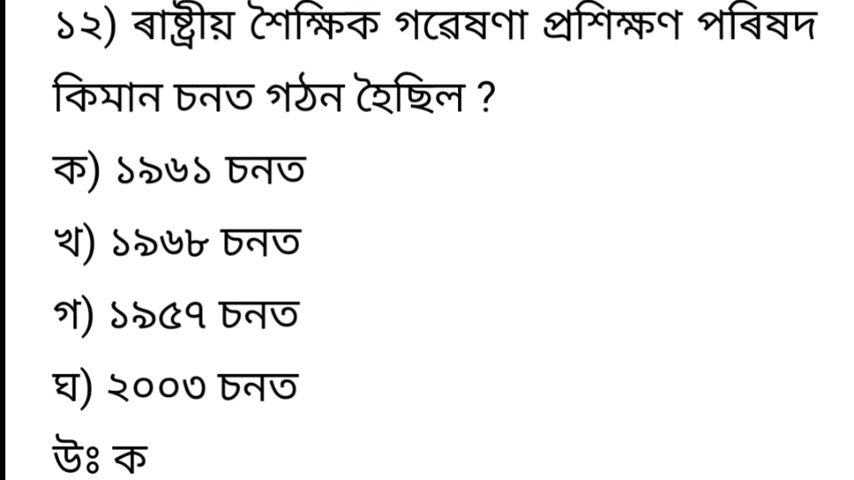 ১২) ৰাষ্ট্ৰীয় শৈক্ষিক গৱেষণা প্ৰশিক্ষণ পৰিষদ
কিমান চনত গঠন হৈছিল ?
ক) ১৯৬১ চনত
খ) ১৯৬৮ চনত
গ) ১৯৫৭ চনত
ঘ) ২০০৩ চনত
উঃ ক